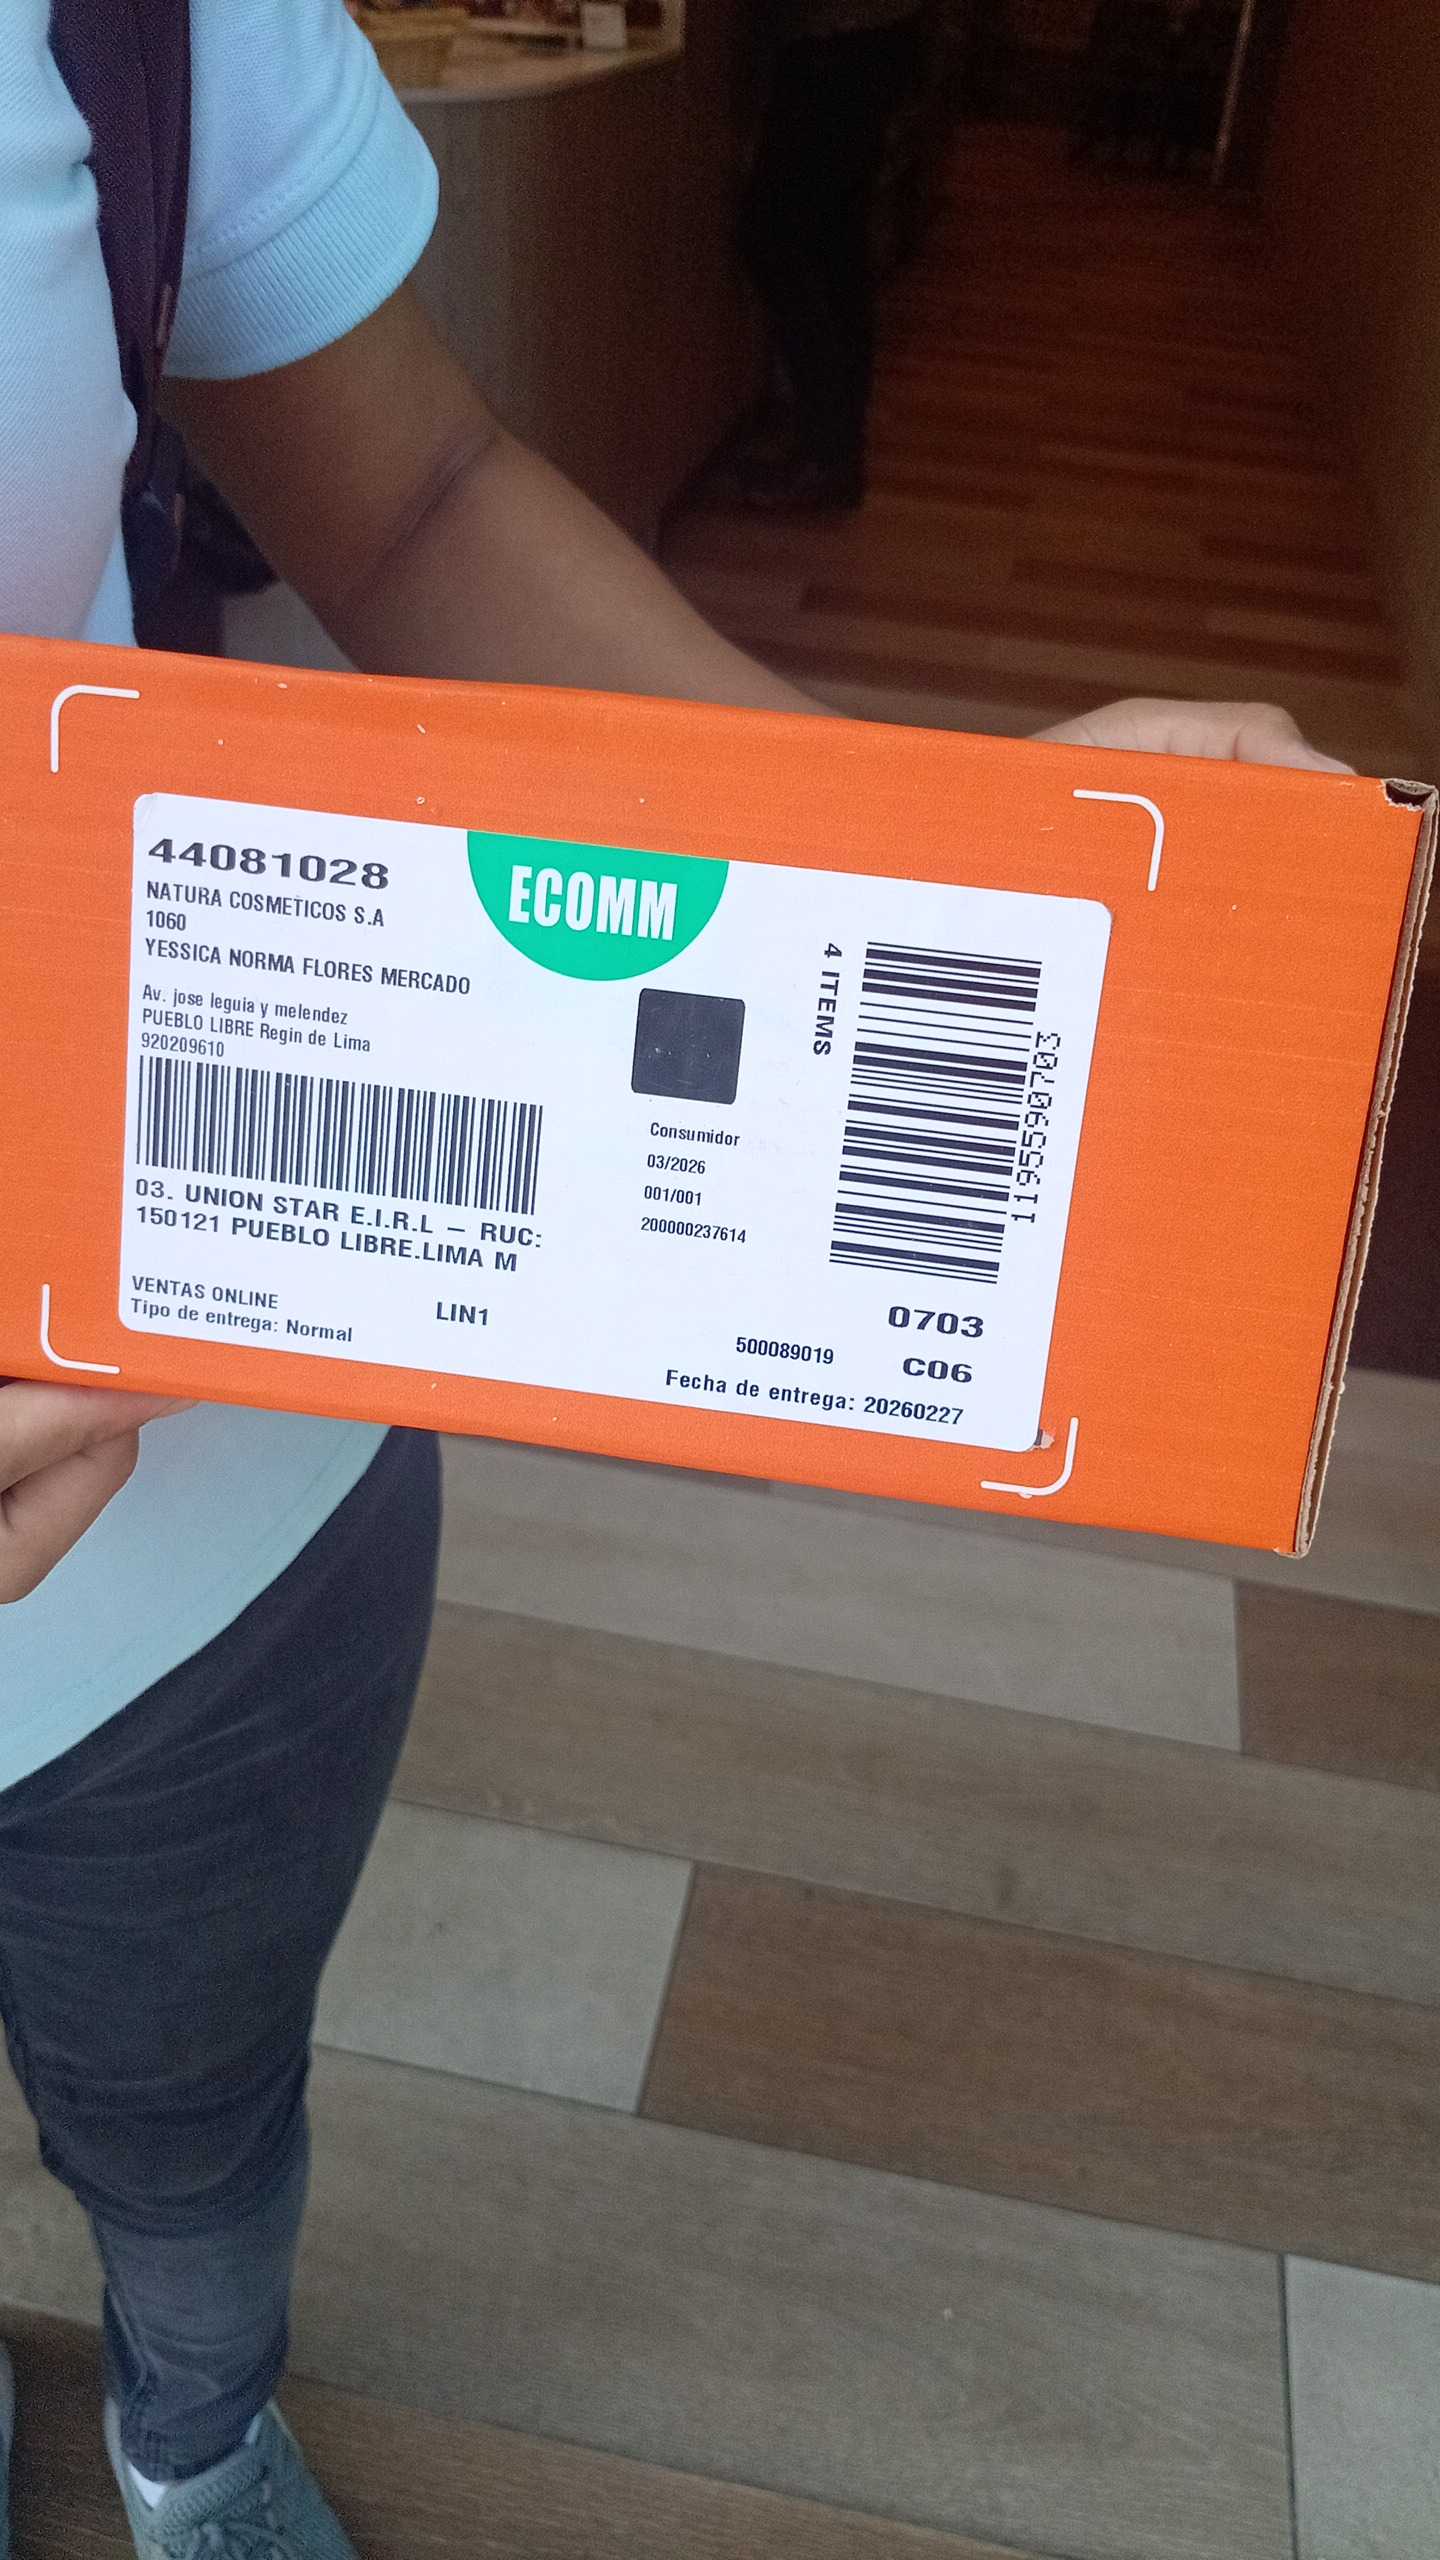 44081028
NATURA COSMETICOS S.A
1060
YESSICA NORMA FLORES MERCADO
Av. jose leguia y melendez
PUEBLO LIBRE Regin de Lima
920209610
03. UNION STAR E.I.R.L – RUC:
150121 PUEBLO LIBRE.LIMA M
VENTAS ONLINE
Tipo de entrega: Normal
LIN1
ECOMM
Consumidor
03/2026
001/001
200000237614
4 ITEMS
1195590703
0703
500089019
C06
Fecha de entrega: 20260227